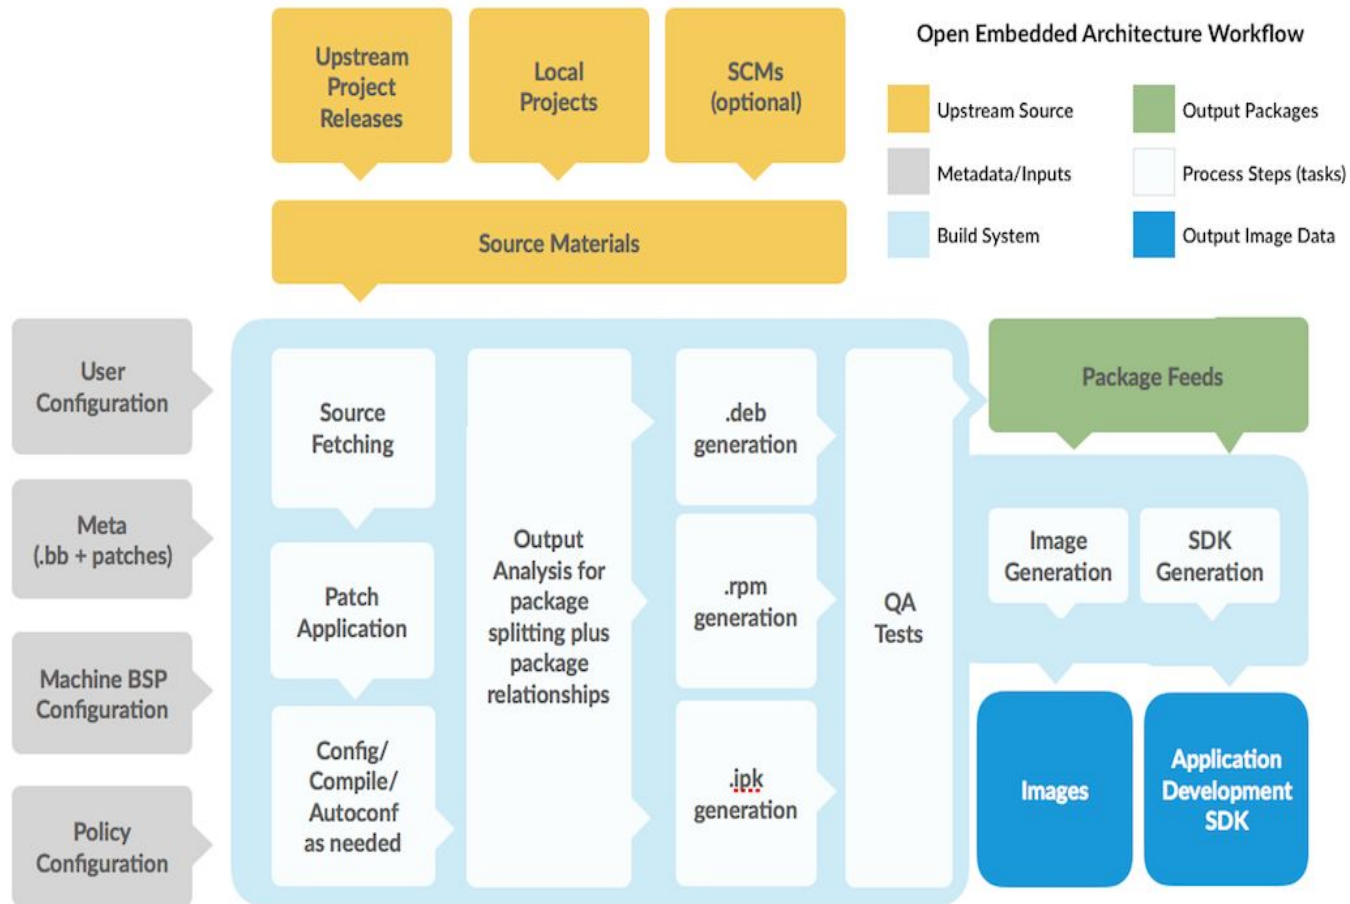 Upstream
Project
Releases
Local
Projects
SCMs
(optional)
Open Embedded Architecture Workflow
Upstream Source
Output Packages
Metadata/Inputs
Process Steps (tasks)
Build System
Output Image Data
Source Materials
User
Configuration
Meta
(.bb + patches)
Machine BSP
Configuration
Policy
Configuration
Source
Fetching
Patch
Application
Config/
Compile/
Autoconf
as needed
Output
Analysis for
package
splitting plus
package
relationships
.deb
generation
.rpm
generation
.ipk
generation
QA
Tests
Package Feeds
Image
Generation
SDK
Generation
Images
Application
Development
SDK